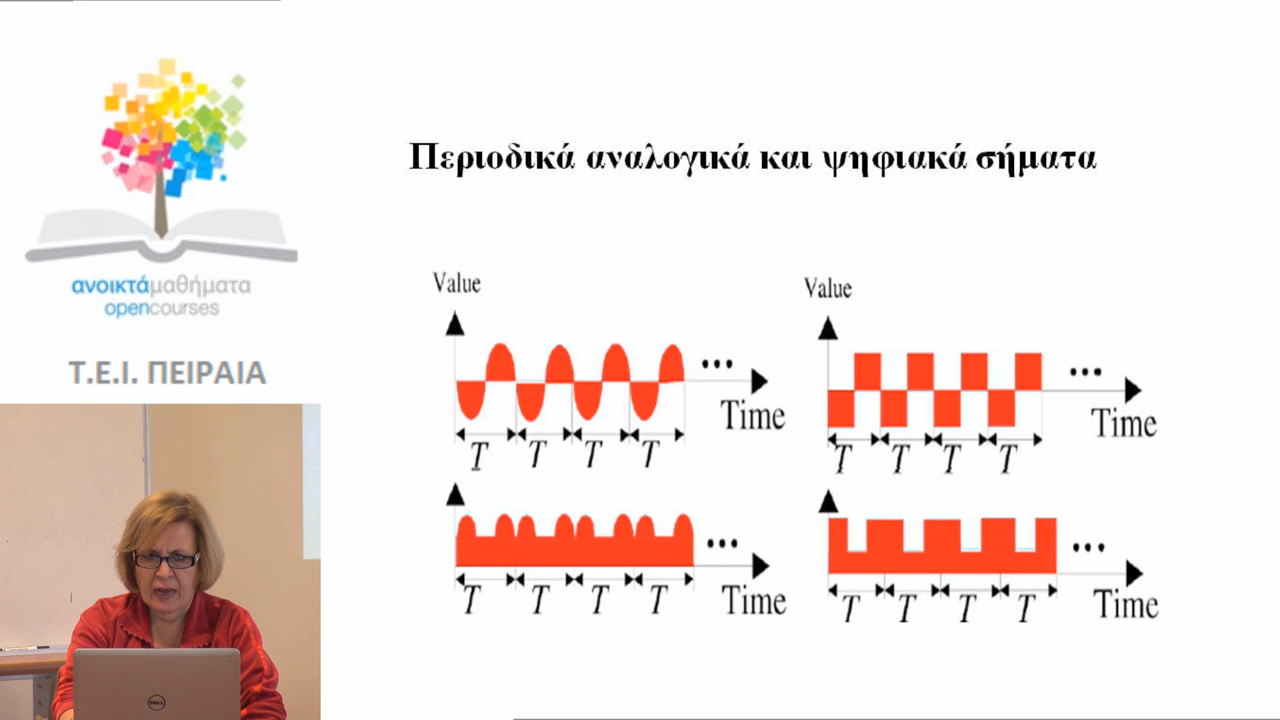 Περιοδικά αναλογικά και ψηφιακά σήματα
ανοικτάμαθήματα
opencourses
Τ.Ε.Ι. ΠΕΙΡΑΙΑ
Value
...
Time
T T T T
Value
...
Time
T T T T
...
Time
T T T T
...
Time
T T T T
DELL